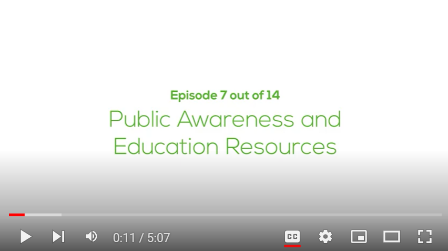 Episode 7 out of 14
Public Awareness and
Education Resources
0:11 / 5:07
CC